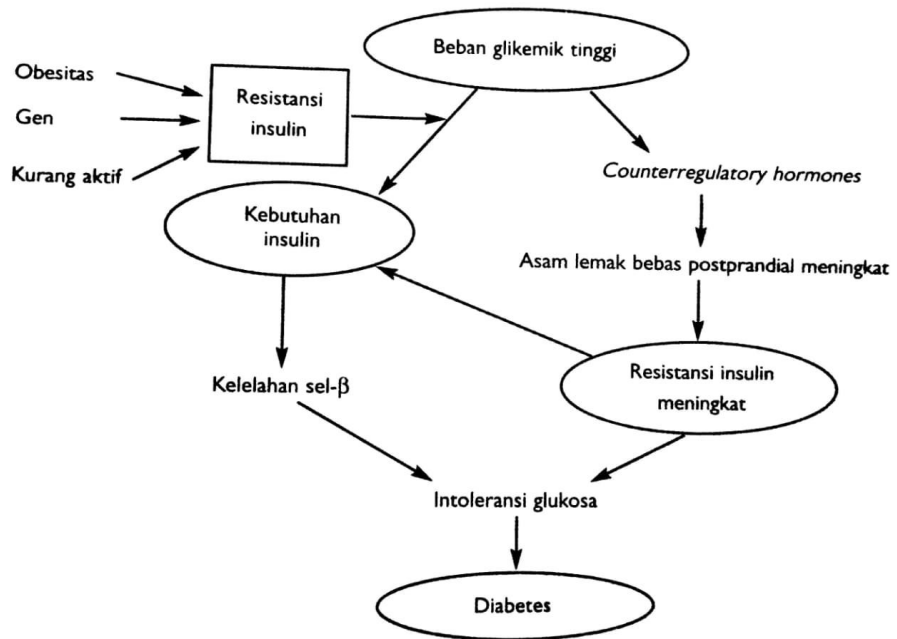 Beban glikemik tinggi
Obesitas
Gen
Kurang aktif
Resistansi
insulin
Counterregulatory hormones
Kebutuhan
insulin
Asam lemak bebas postprandial meningkat
Kelelahan sel-β
Resistansi insulin
meningkat
Intoleransi glukosa
Diabetes